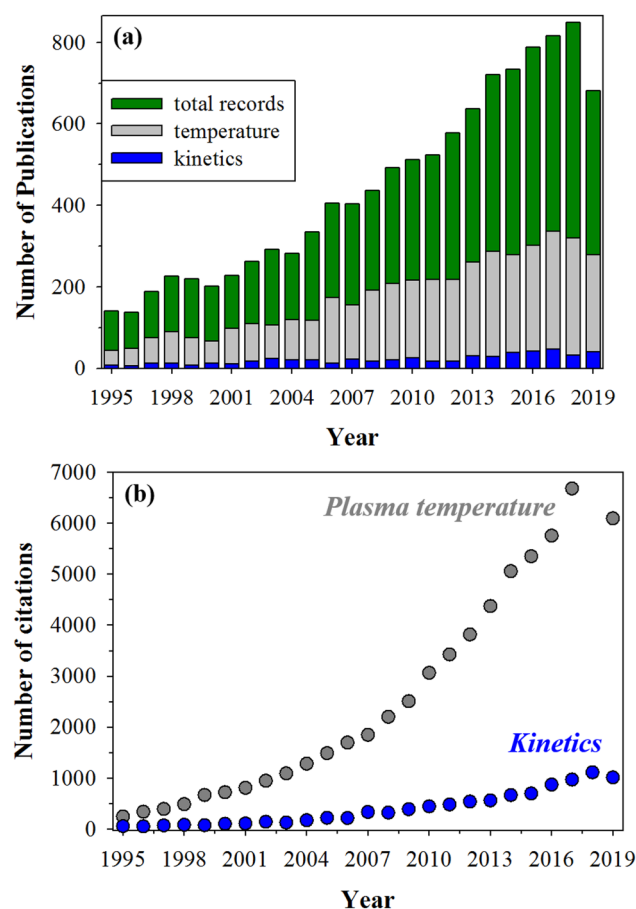 (a)
800
600
400
200
0
Number of Publications
total records
temperature
kinetics
1995 1998 2001 2004 2007 2010 2013 2016 2019
Year
(b)
7000
6000
5000
4000
3000
2000
1000
0
Number of citations
Plasma temperature
Kinetics
1995 1998 2001 2004 2007 2010 2013 2016 2019
Year